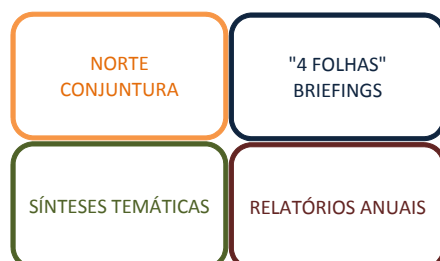 NORTE
CONJUNTURA
"4 FOLHAS"
BRIEFINGS
SÍNTESES TEMÁTICAS
RELATÓRIOS ANUAIS